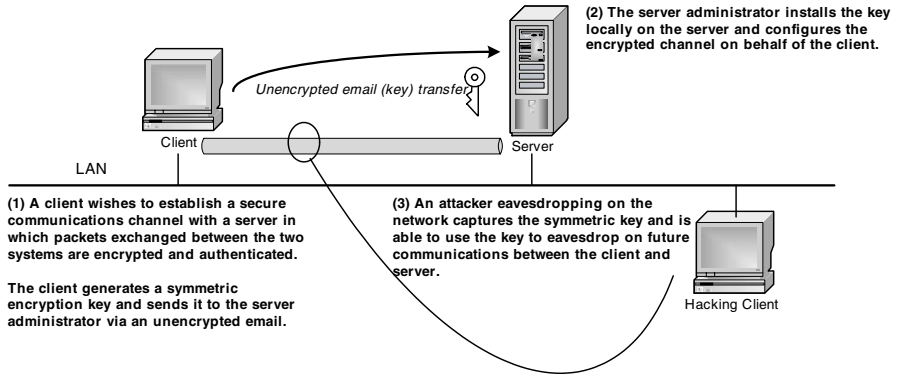 (2) The server administrator installs the key
locally on the server and configures the
encrypted channel on behalf of the client.
Unencrypted email (key) transfer
Client
Server
LAN
(1) A client wishes to establish a secure
communications channel with a server in
which packets exchanged between the two
systems are encrypted and authenticated.
The client generates a symmetric
encryption key and sends it to the server
administrator via an unencrypted email.
(3) An attacker eavesdropping on the
network captures the symmetric key and is
able to use the key to eavesdrop on future
communications between the client and
server.
Hacking Client